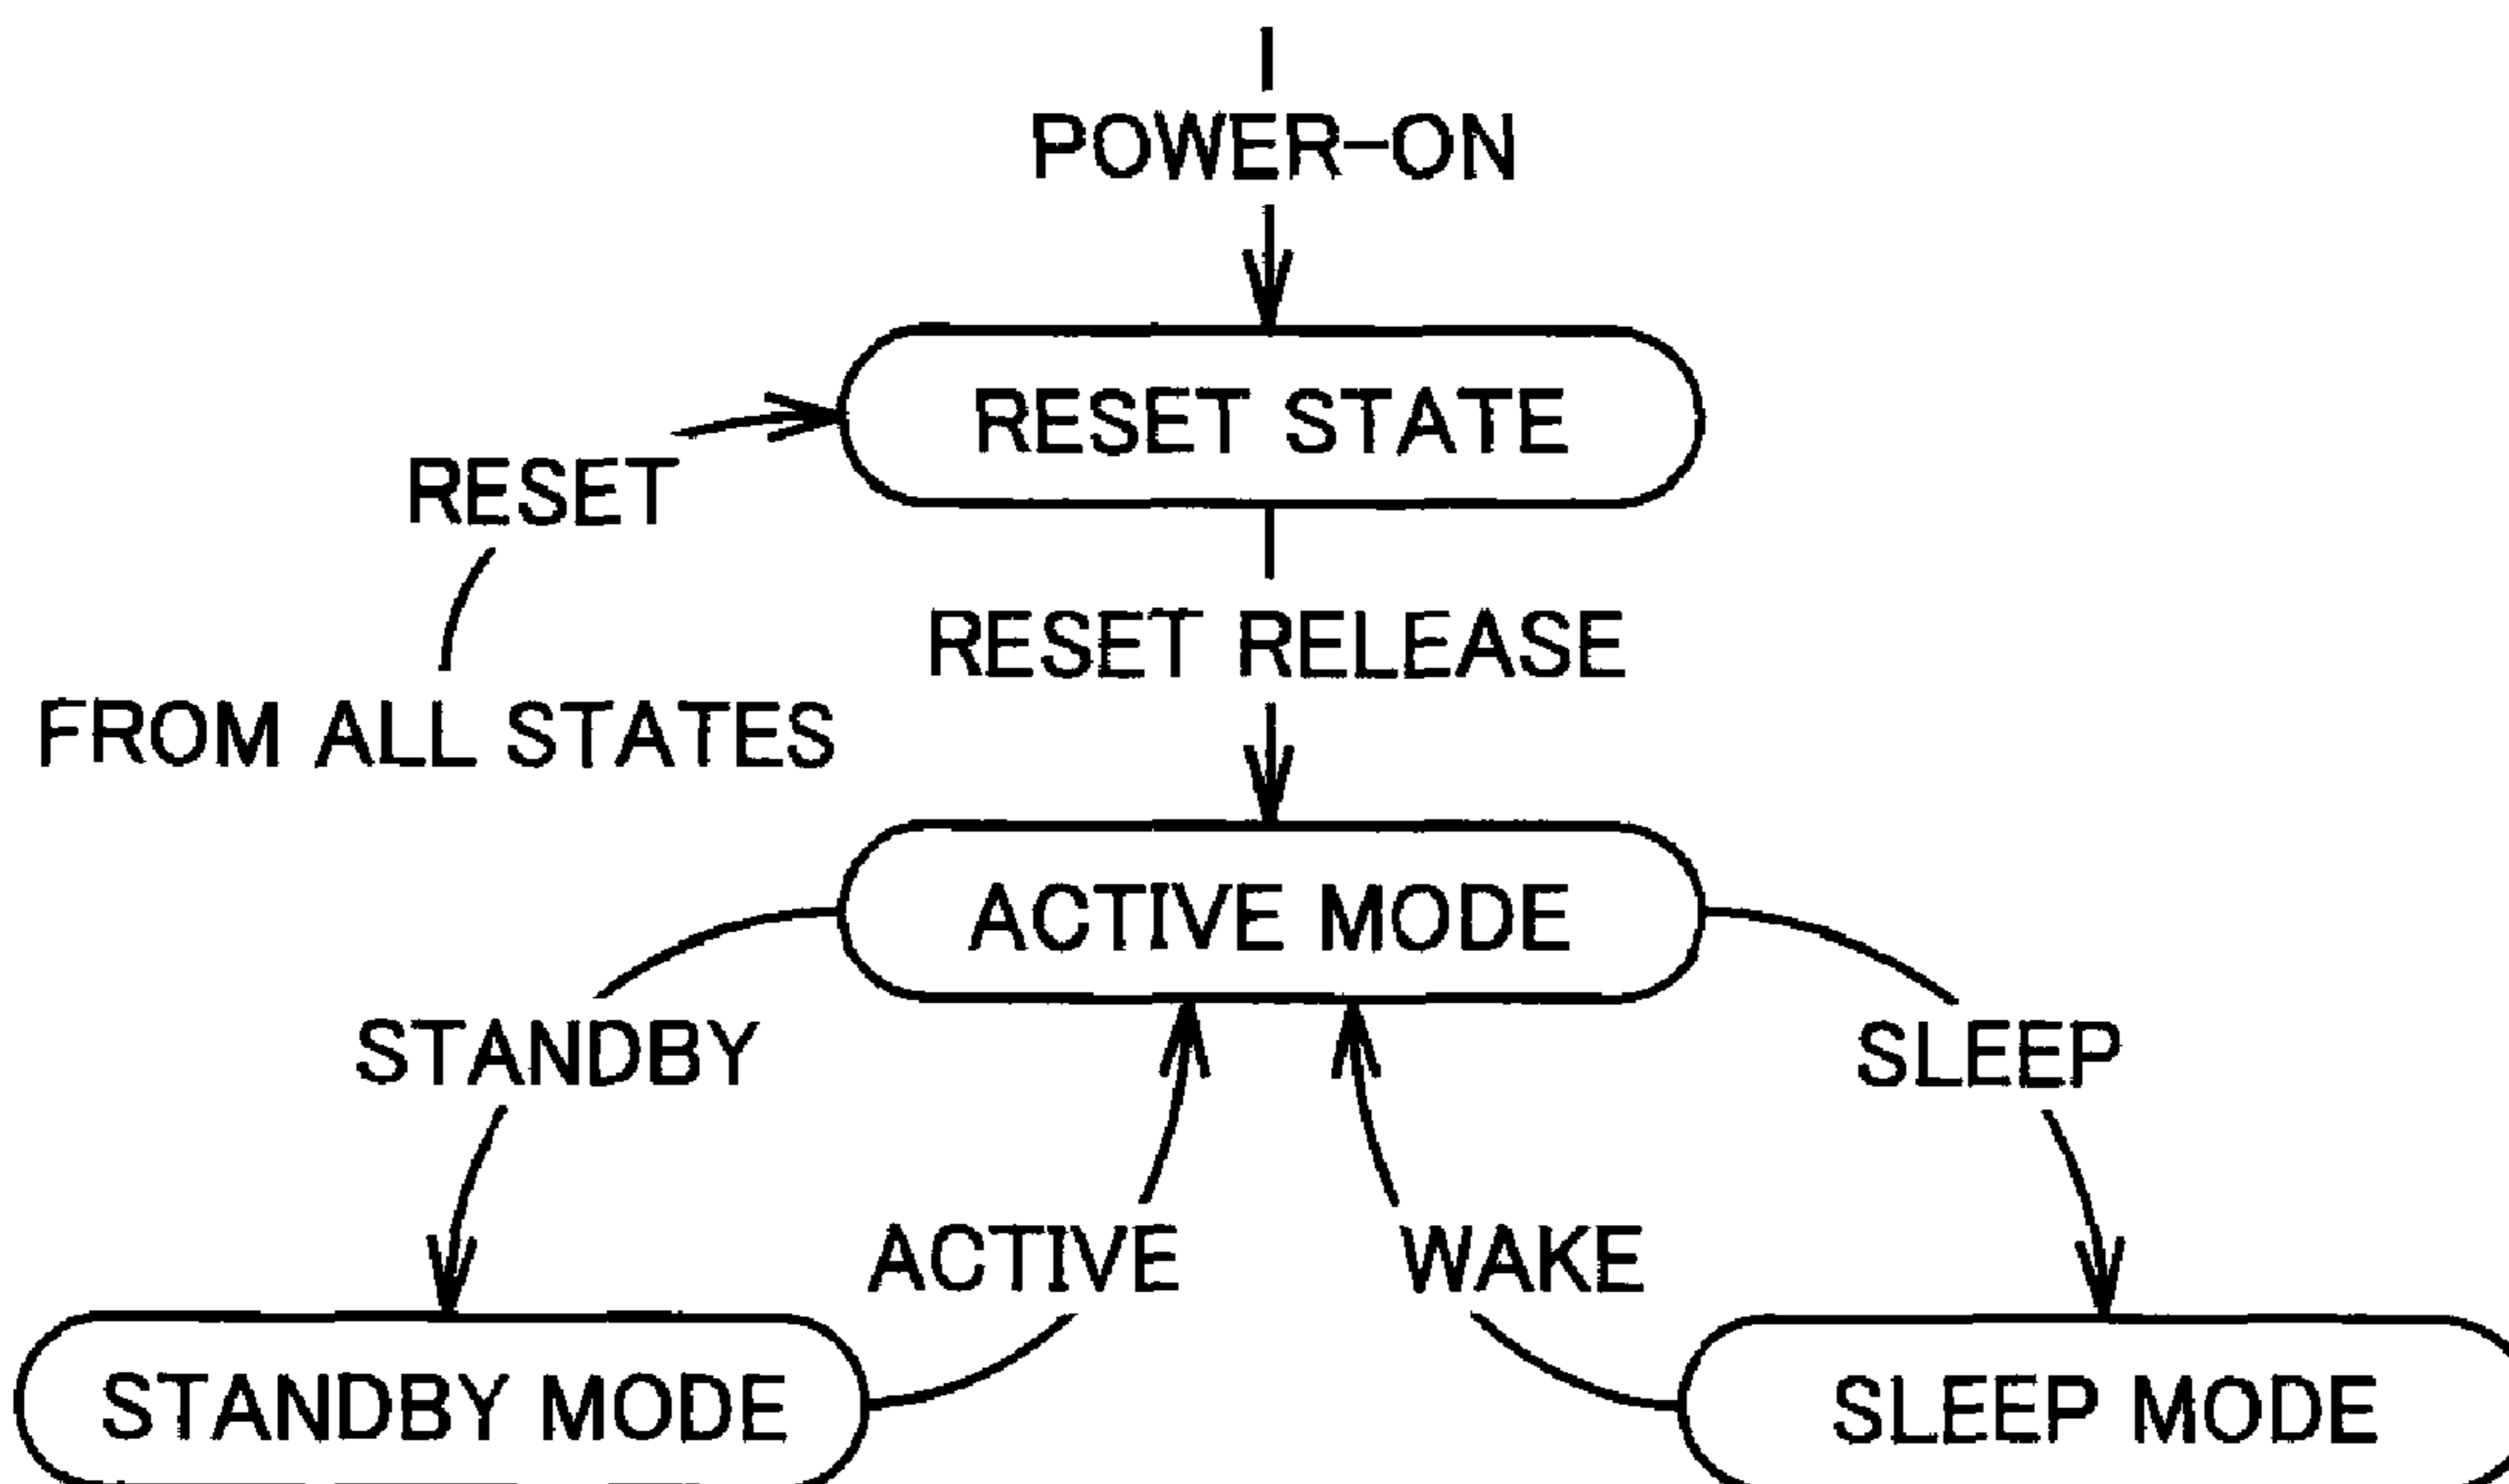 POWER-ON
RESET STATE
RESET
RESET RELEASE
FROM ALL STATES
ACTIVE MODE
STANDBY
SLEEP
ACTIVE
WAKE
STANDBY MODE
SLEEP MODE